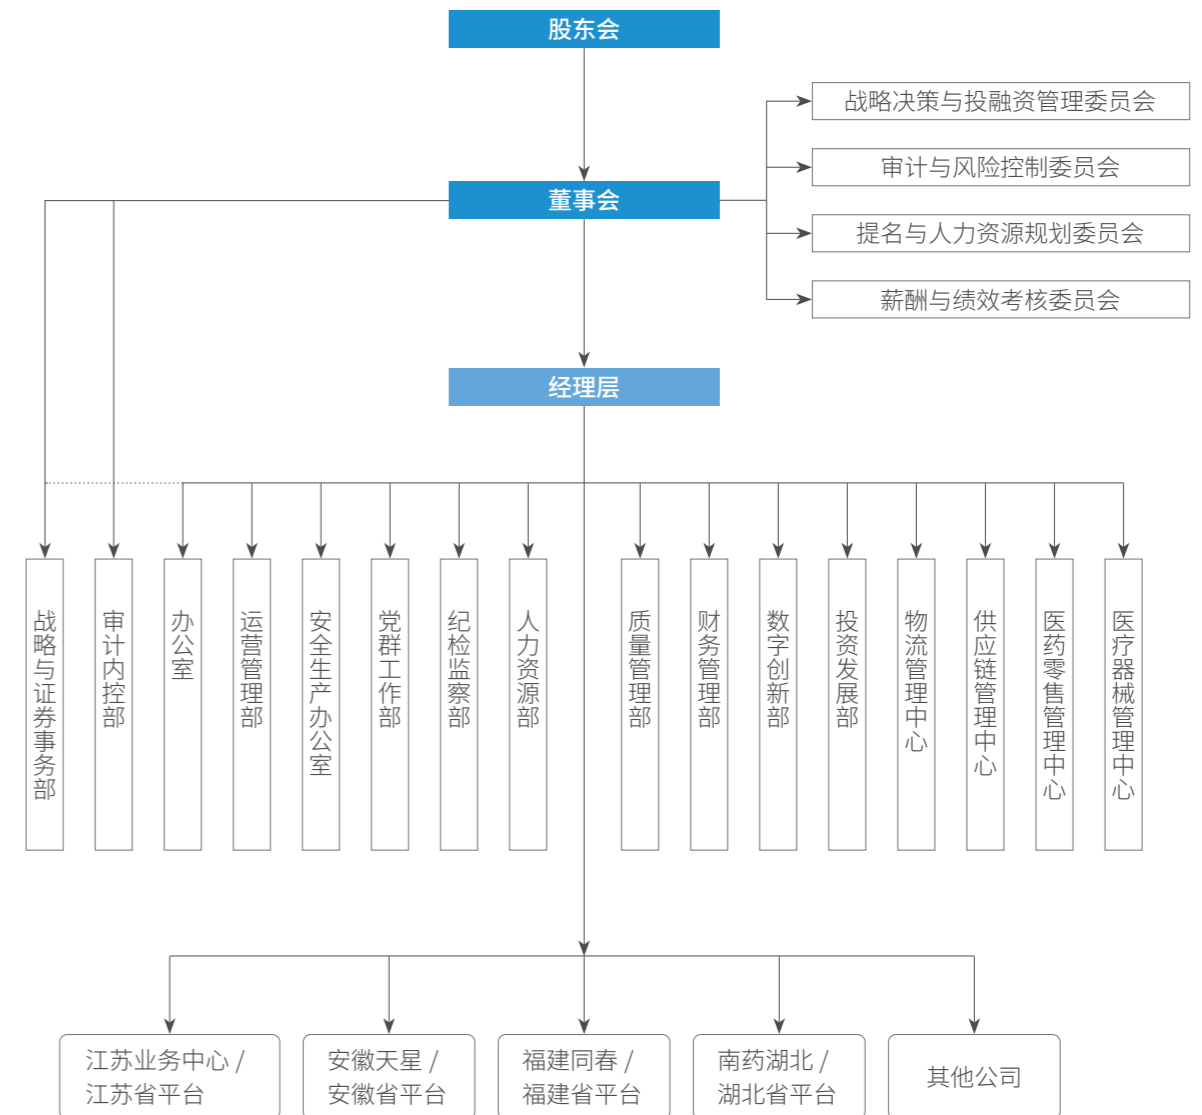 股东会
战略决策与投融资管理委员会
审计与风险控制委员会
董事会
提名与人力资源规划委员会
薪酬与绩效考核委员会
经理层
战略与证券事务部
审计内控部
办公室
运营管理部
安全生产办公室
党群工作部
纪检监察部
人力资源部
质量管理部
财务管理部
数字创新部
投资发展部
物流管理中心
供应链管理中心
医药零售管理中心
医疗器械管理中心
江苏业务中心 /
江苏省平台
安徽天星 /
安徽省平台
福建同春 /
福建省平台
南药湖北 /
湖北省平台
其他公司